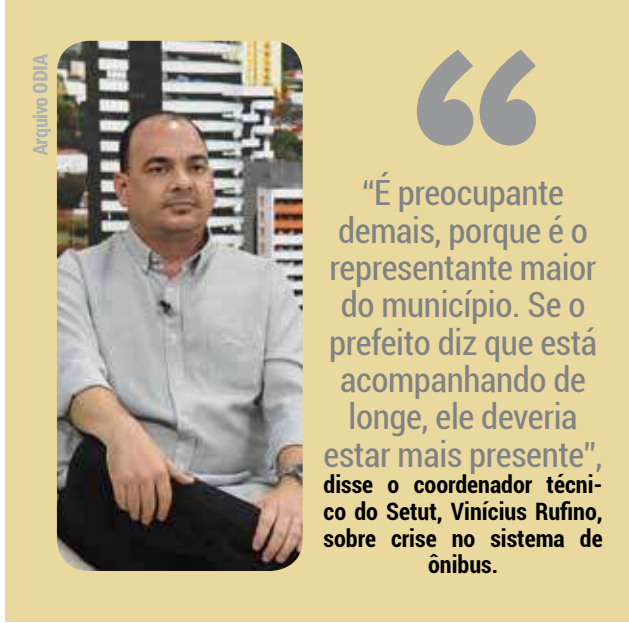 Arquivo ODIA
“É preocupante
demais, porque é o
representante maior
do município. Se o
prefeito diz que está
acompanhando de
longe, ele deveria
estar mais presente”,
disse o coordenador técni-
co do Setut, Vinícius Rufino,
sobre crise no sistema de
ônibus.